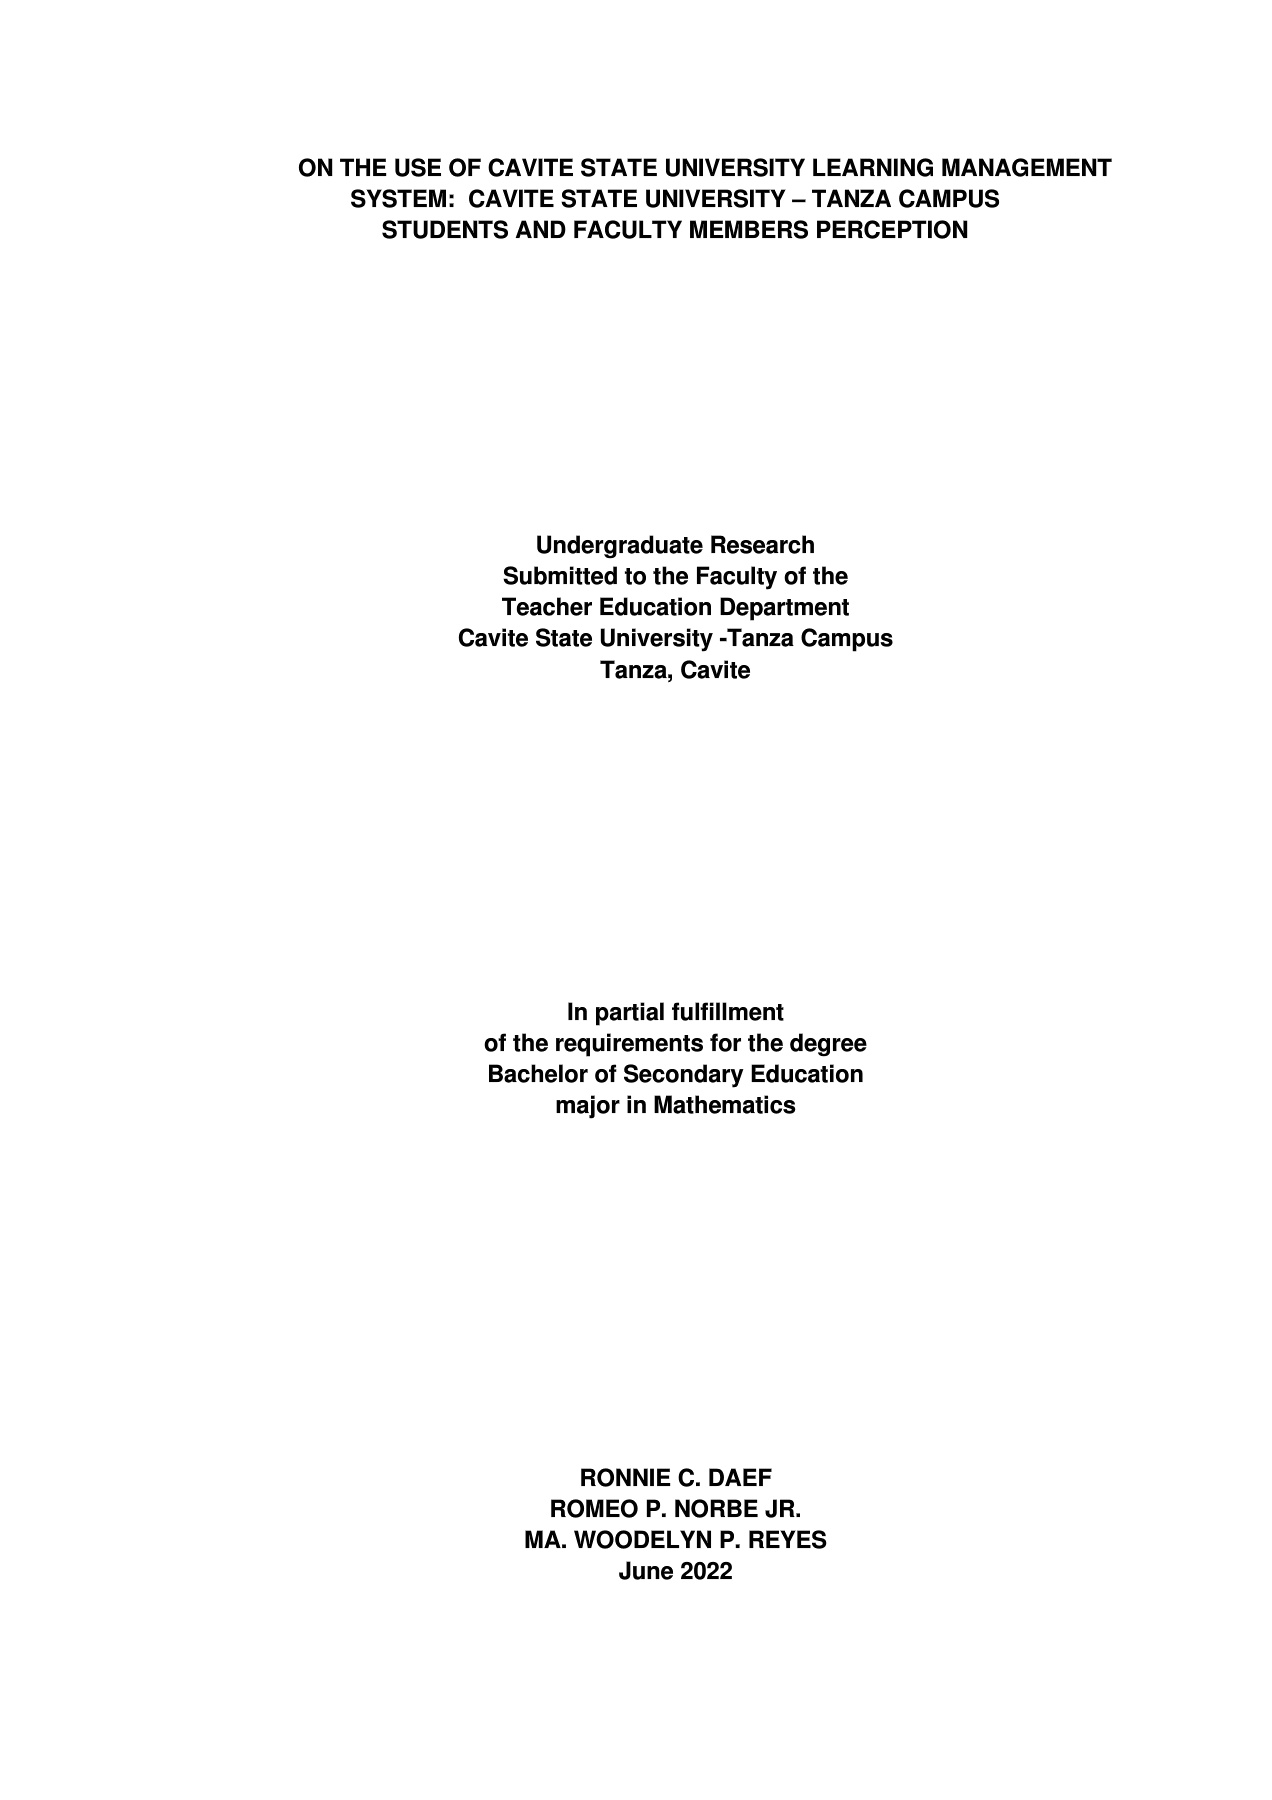 ON THE USE OF CAVITE STATE UNIVERSITY LEARNING MANAGEMENT
SYSTEM:  CAVITE STATE UNIVERSITY – TANZA CAMPUS
STUDENTS AND FACULTY MEMBERS PERCEPTION
Undergraduate Research
Submitted to the Faculty of the
Teacher Education Department
Cavite State University -Tanza Campus
Tanza, Cavite
In partial fulfillment
of the requirements for the degree
Bachelor of Secondary Education
major in Mathematics
RONNIE C. DAEF
ROMEO P. NORBE JR.
MA. WOODELYN P. REYES
June 2022